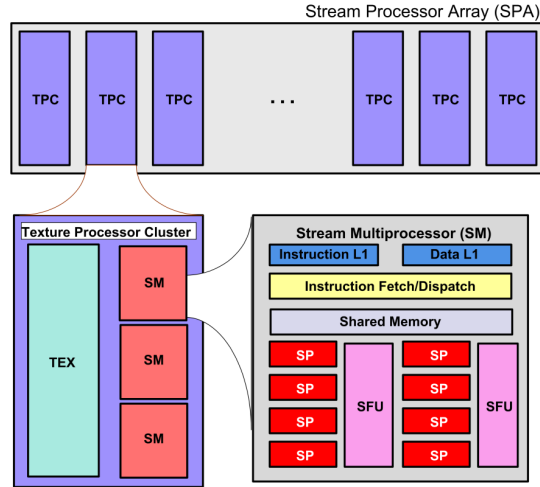 Stream Processor Array (SPA)
TPC TPC TPC ... TPC TPC TPC
Texture Processor Cluster
TEX
SM
SM
SM
Stream Multiprocessor (SM)
Instruction L1 Data L1
Instruction Fetch/Dispatch
Shared Memory
SP SP
SP SP
SFU SFU
SP SP
SP SP